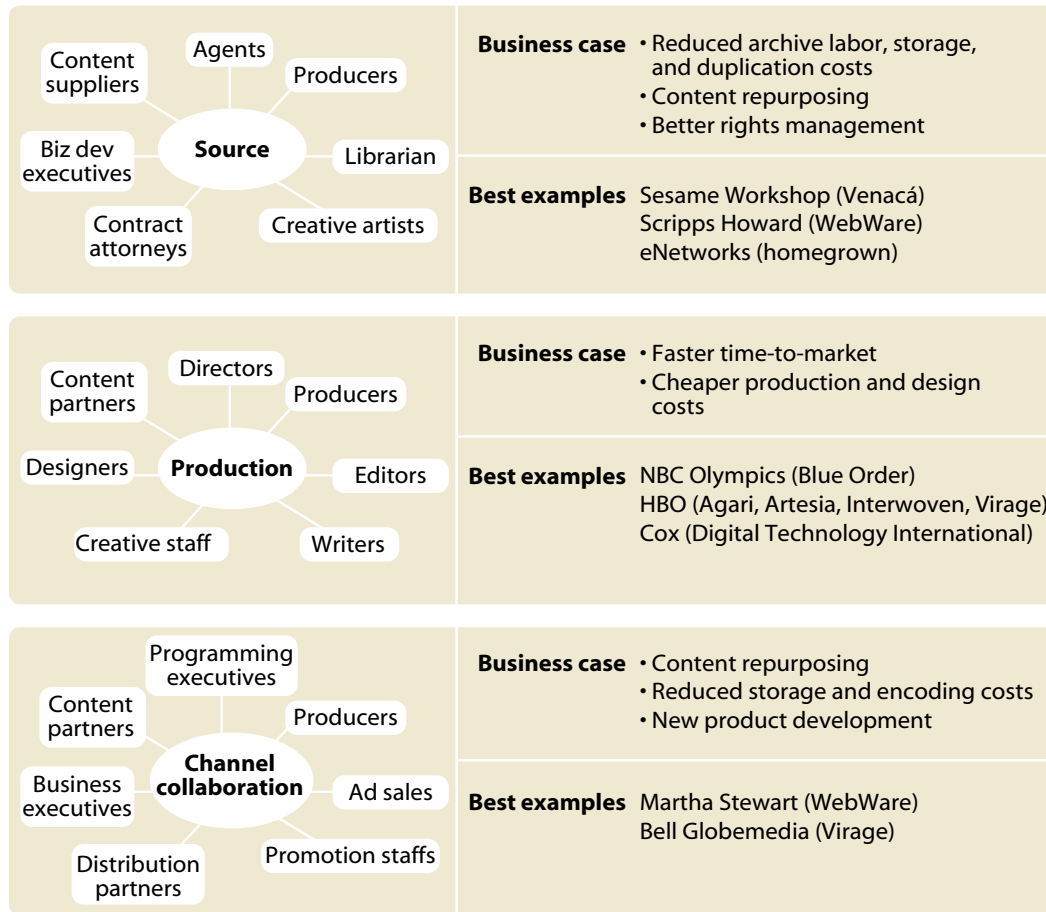 Agents
Content
suppliers
Producers
Biz dev
executives
Source
Librarian
Contract
attorneys
Creative artists
Business case
• Reduced archive labor, storage,
and duplication costs
• Content repurposing
• Better rights management
Best examples
Sesame Workshop (Venacá)
Scripps Howard (WebWare)
eNetworks (homegrown)
Directors
Content
partners
Producers
Designers
Production
Editors
Creative staff
Writers
Business case
• Faster time-to-market
• Cheaper production and design
costs
Best examples
NBC Olympics (Blue Order)
HBO (Agari, Artesia, Interwoven, Virage)
Cox (Digital Technology International)
Programming
executives
Content
partners
Producers
Channel
collaboration
Business
executives
Ad sales
Distribution
partners
Promotion staffs
Business case
• Content repurposing
• Reduced storage and encoding costs
• New product development
Best examples
Martha Stewart (WebWare)
Bell Globemedia (Virage)